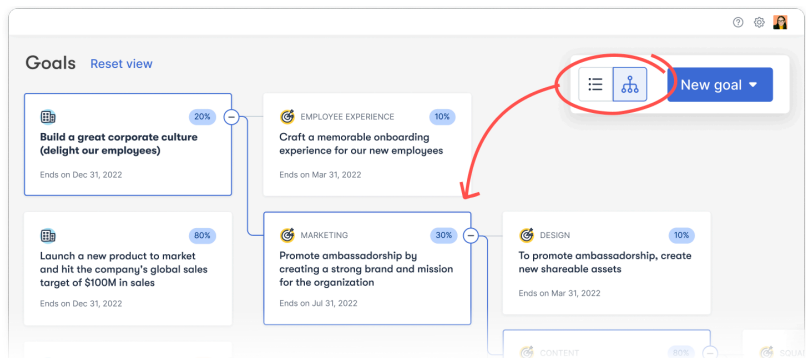 Goals Reset view
New goal
20%
Build a great corporate culture
(delight our employees)
Ends on Dec 31, 2022
EMPLOYEE EXPERIENCE 10%
Craft a memorable onboarding
experience for our new employees
Ends on Mar 31, 2022
80%
Launch a new product to market
and hit the company's global sales
target of $100M in sales
Ends on Dec 31, 2022
MARKETING 30%
Promote ambassadorship by
creating a strong brand and mission
for the organization
Ends on Jul 31, 2022
DESIGN 10%
To promote ambassadorship, create
new shareable assets
Ends on Mar 31, 2022
CONTENT 80%